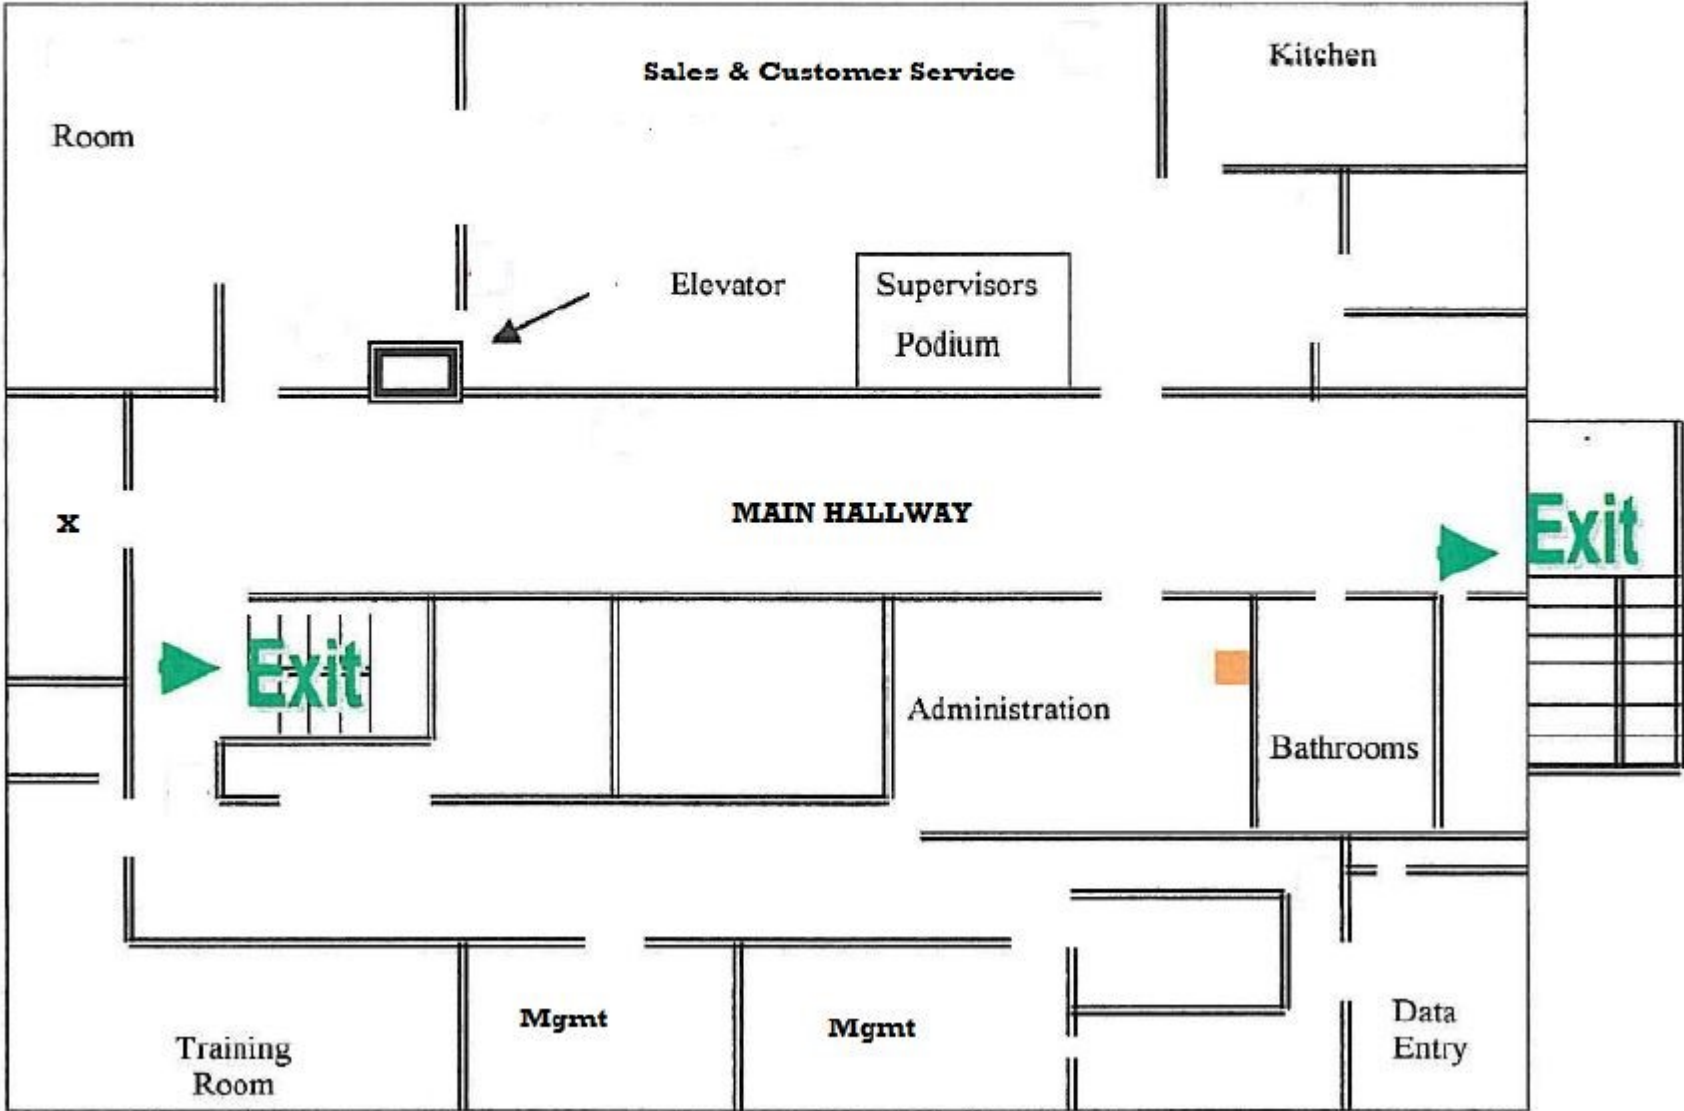 Sales & Customer Service
Kitchen
Room
Elevator
Supervisors
Podium
X
MAIN HALLWAY
Exit
Exit
Administration
Bathrooms
Mgmt
Mgmt
Data
Entry
Training
Room